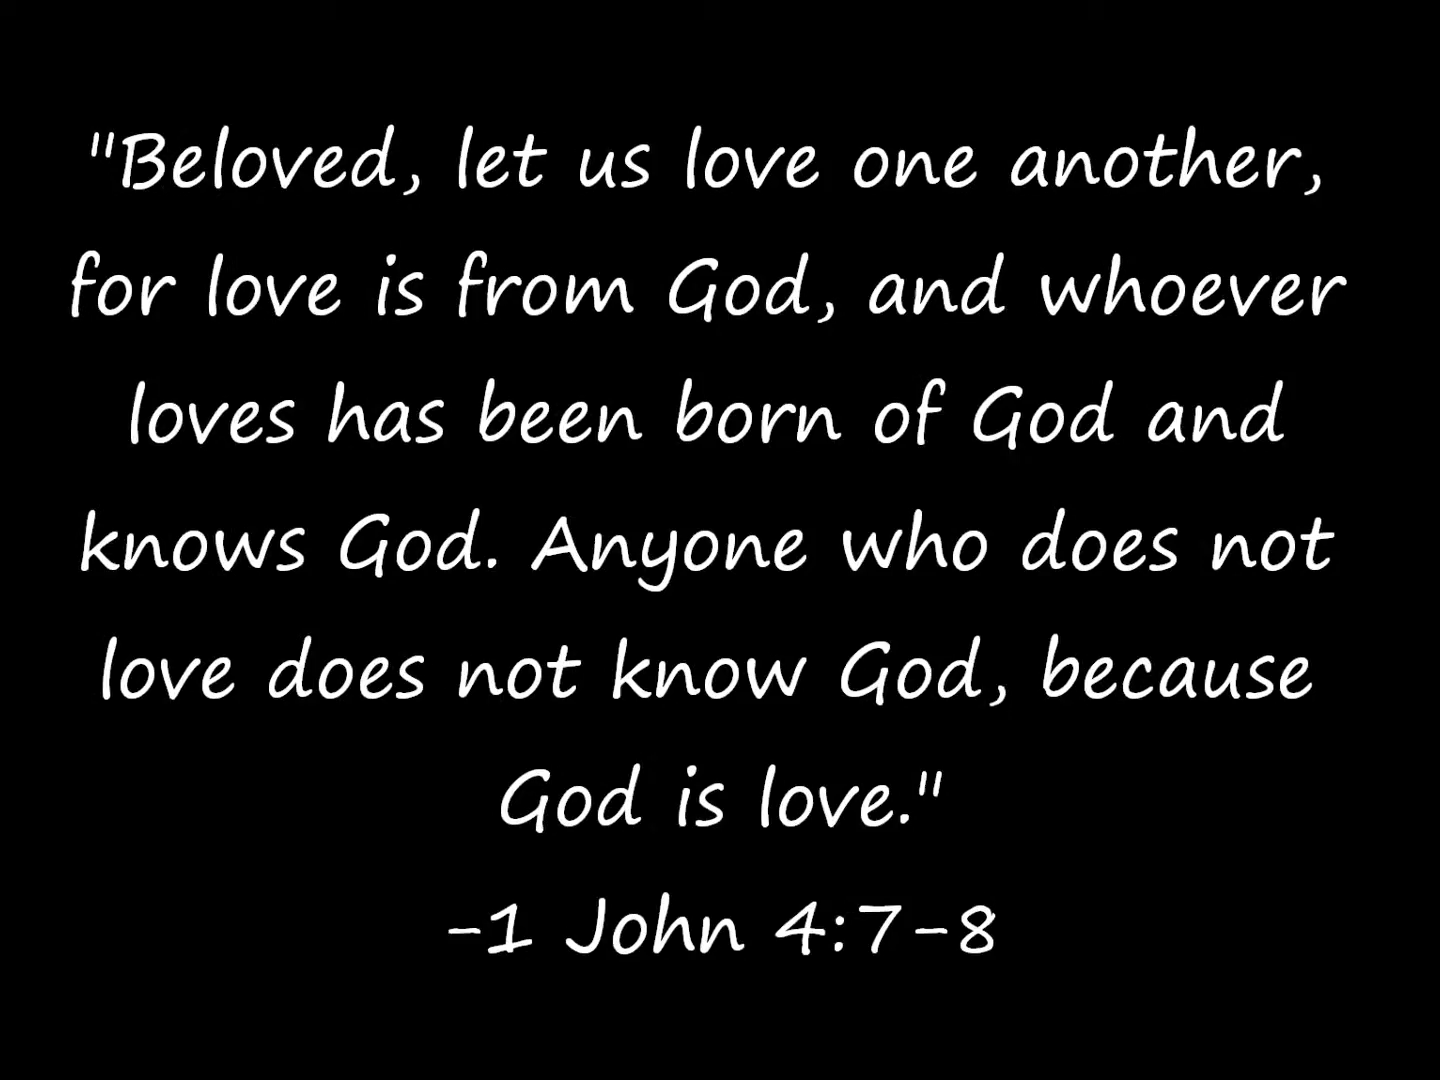 "Beloved, let us love one another,
for love is from God, and whoever
loves has been born of God and
knows God. Anyone who does not
love does not know God, because
God is love."
-1 John 4:7-8